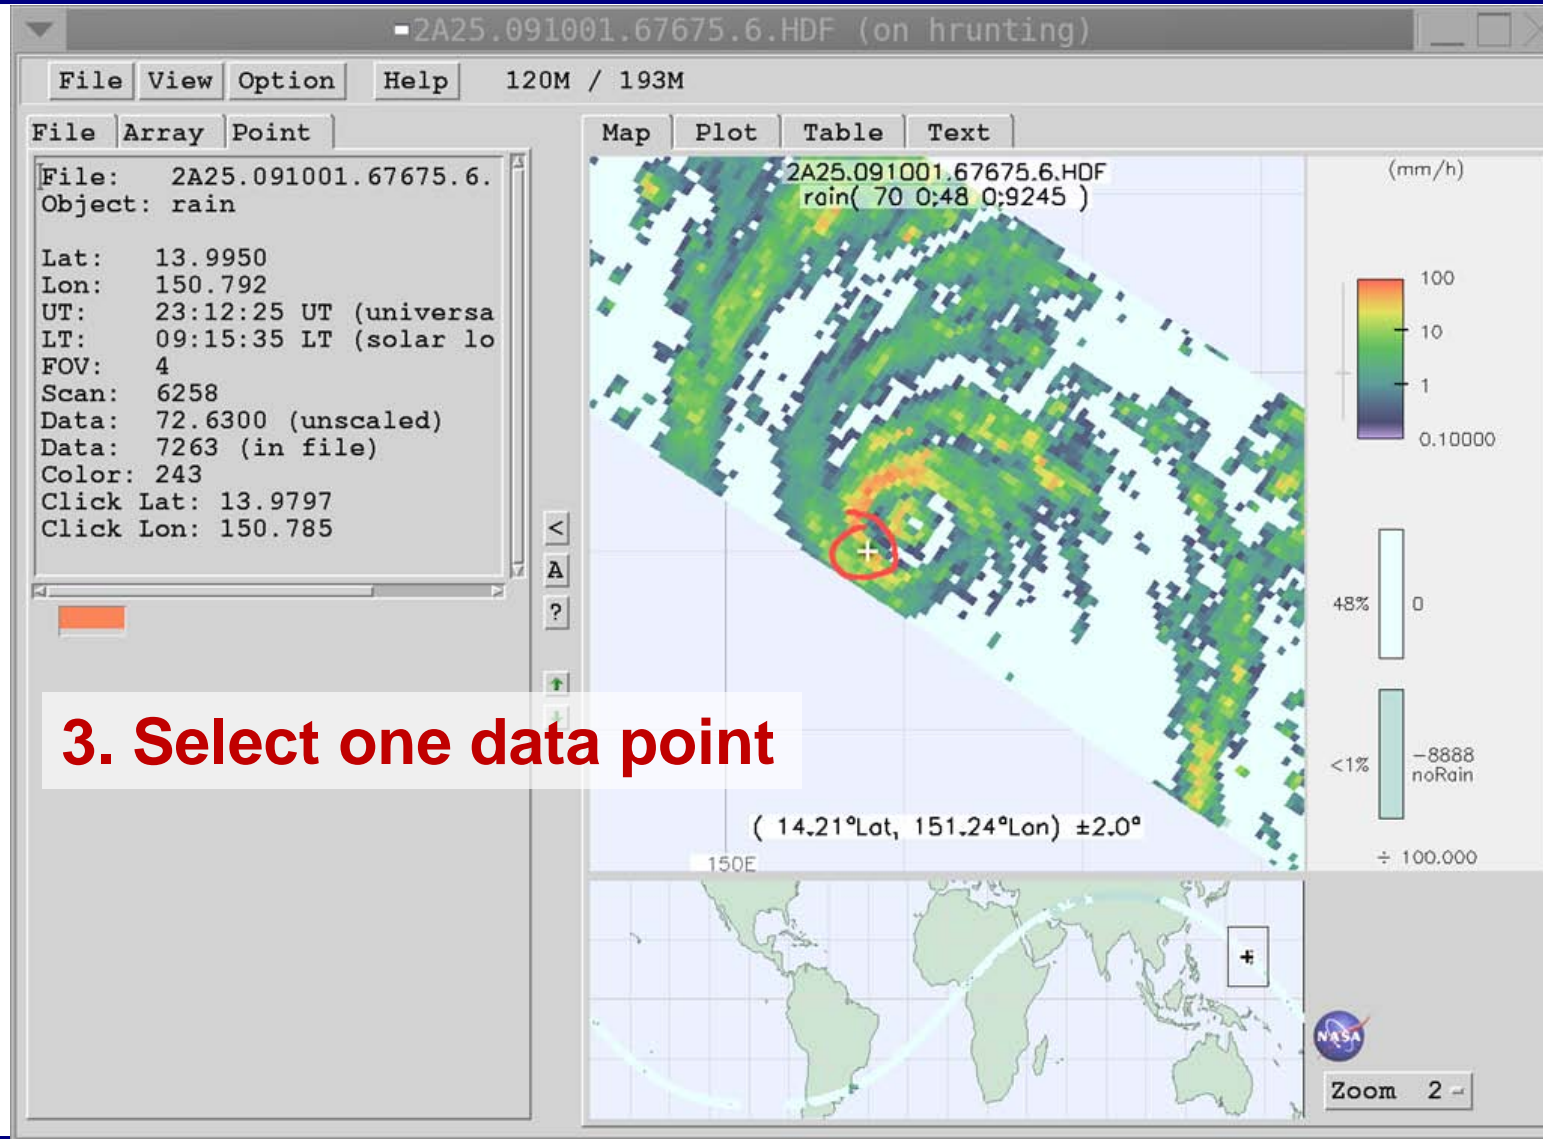 2A25.091001.67675.6.HDF (on hrunting)
File View Option Help 120M / 193M
File Array Point
Map Plot Table Text
File: 2A25.091001.67675.6.
Object: rain
Lat: 13.9950
Lon: 150.792
UT: 23:12:25 UT (universa
LT: 09:15:35 LT (solar lo
FOV: 4
Scan: 6258
Data: 72.6300 (unscaled)
Data: 7263 (in file)
Color: 243
Click Lat: 13.9797
Click Lon: 150.785
<
A
?
3. Select one data point
2A25.091001.67675.6.HDF
rain( 70 0:48 0:9245 )
( 14.21°Lat, 151.24°Lon) ±2.0°
150E
(mm/h)
100
10
1
0.10000
48% 0
<1% -8888
noRain
÷ 100.000
NASA
Zoom 2